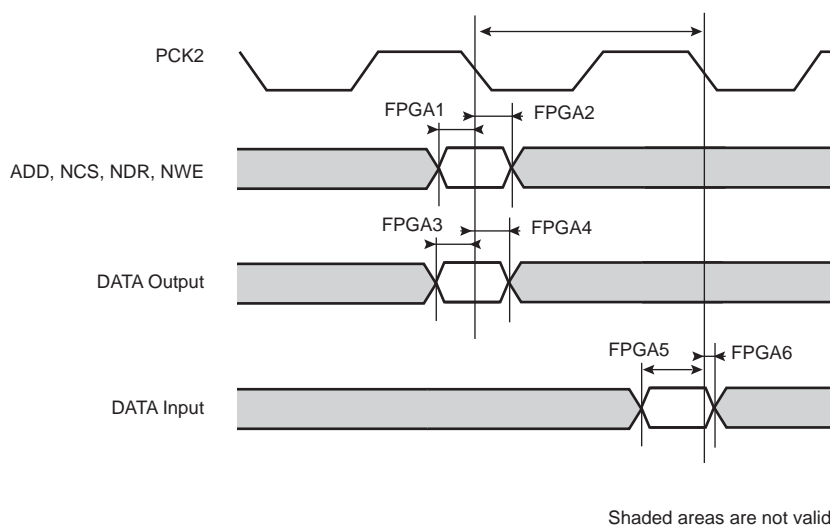 PCK2
FPGA1
FPGA2
ADD, NCS, NDR, NWE
FPGA3
FPGA4
DATA Output
FPGA5
FPGA6
DATA Input
Shaded areas are not valid